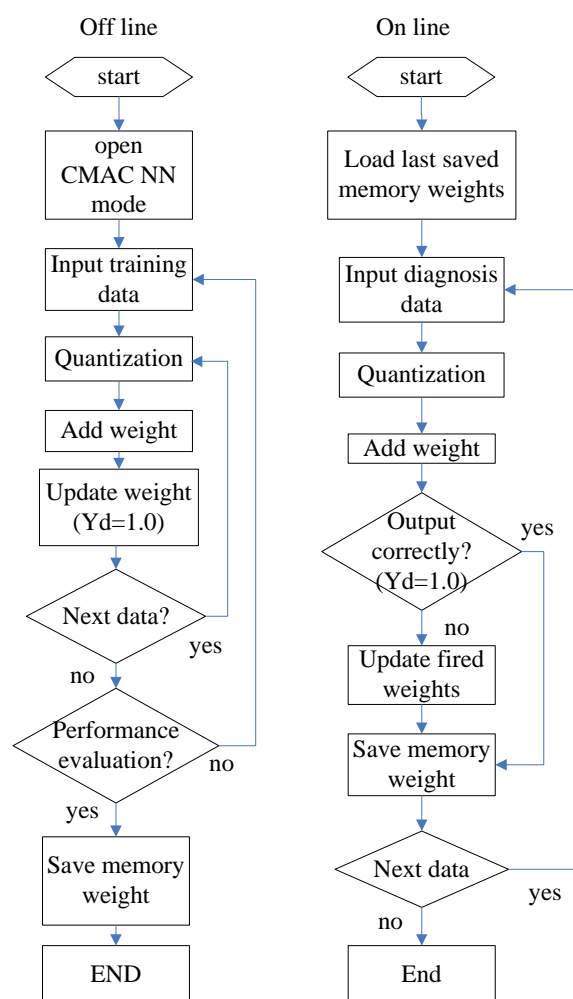 Off line
start
open
CMAC NN
mode
Input training
data
Quantization
Add weight
Update weight
(Yd=1.0)
Next data?
yes
no
Performance
evaluation?
no
yes
Save memory
weight
END
On line
start
Load last saved
memory weights
Input diagnosis
data
Quantization
Add weight
Output
correctly?
(Yd=1.0)
yes
no
Update fired
weights
Save memory
weight
Next data
yes
no
End